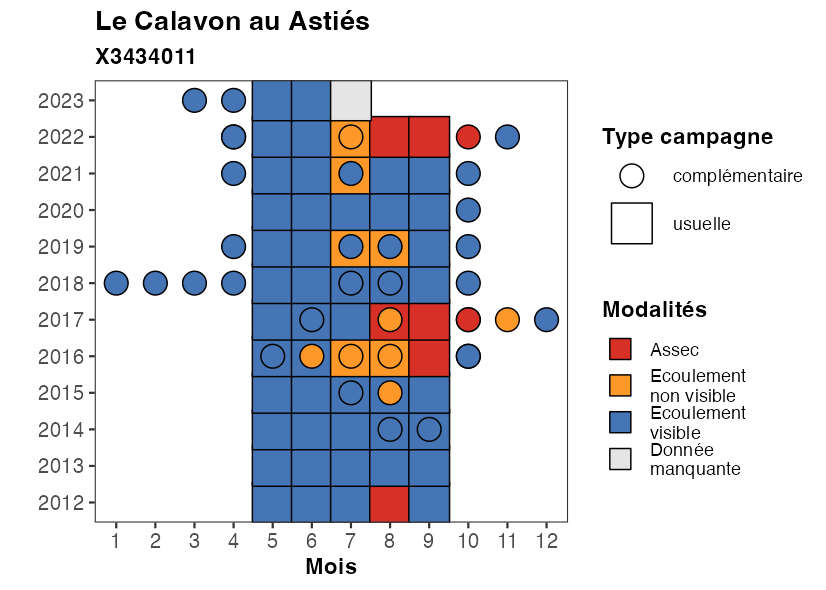 Le Calavon au Astiés
X3434011
2023
2022
2021
2020
2019
2018
2017
2016
2015
2014
2013
2012
1 2 3 4 5 6 7 8 9 10 11 12
Mois
Type campagne
complémentaire
usuelle
Modalités
Assec
Ecoulement
non visible
Ecoulement
visible
Donnée
manquante